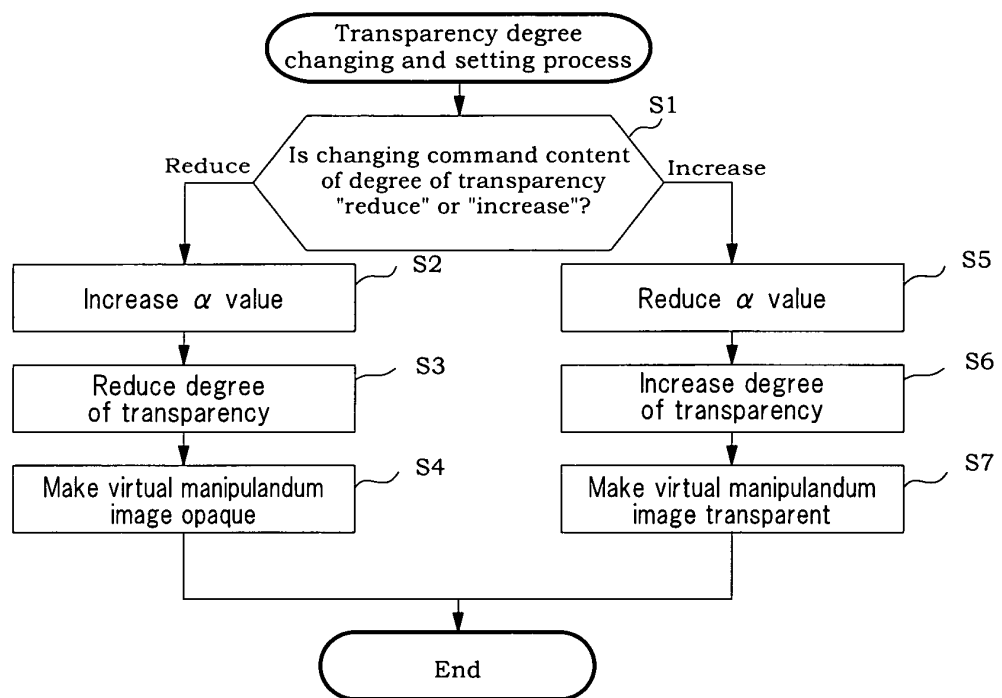 Transparency degree
changing and setting process
S1
Is changing command content
of degree of transparency
"reduce" or "increase"?
Reduce
Increase
S2
Increase α value
S3
Reduce degree
of transparency
S4
Make virtual manipulandum
image opaque
S5
Reduce α value
S6
Increase degree
of transparency
S7
Make virtual manipulandum
image transparent
End